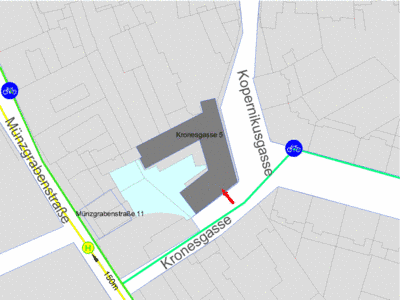 Kopernikusgasse
Kronesgasse 5
Münzgrabenstraße
Münzgrabenstraße 11
Kronesgasse
H
150m